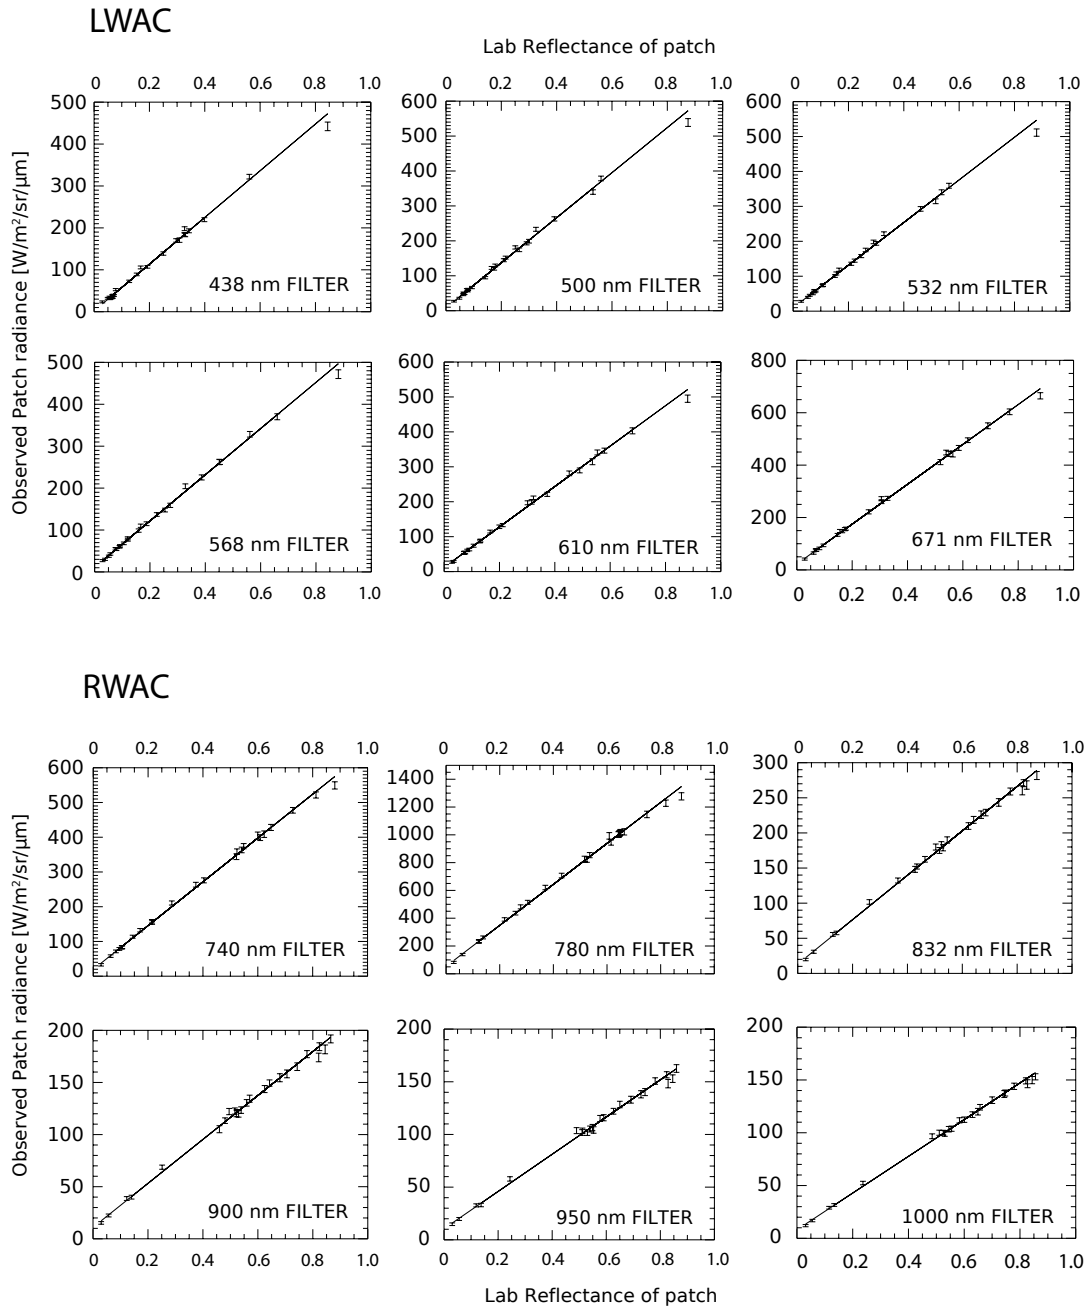 LWAC
Lab Reflectance of patch
0 0.2 0.4 0.6 0.8 1.0
0 0.2 0.4 0.6 0.8 1.0
0 0.2 0.4 0.6 0.8 1.0
500
400
300
200
100
0
438 nm FILTER
600
500
400
300
200
100
0
500 nm FILTER
600
500
400
300
200
100
0
532 nm FILTER
Observed Patch radiance [W/m²/sr/μm]
500
400
300
200
100
0
568 nm FILTER
600
500
400
300
200
100
0
610 nm FILTER
800
600
400
200
0
671 nm FILTER
0 0.2 0.4 0.6 0.8 1.0
0 0.2 0.4 0.6 0.8 1.0
0 0.2 0.4 0.6 0.8 1.0
RWAC
0 0.2 0.4 0.6 0.8 1.0
0 0.2 0.4 0.6 0.8 1.0
0 0.2 0.4 0.6 0.8 1.0
600
500
400
300
200
100
0
740 nm FILTER
1400
1200
1000
800
600
400
200
0
780 nm FILTER
300
250
200
150
100
50
0
832 nm FILTER
Observed Patch radiance [W/m²/sr/μm]
200
150
100
50
0
900 nm FILTER
200
150
100
50
0
950 nm FILTER
200
150
100
50
0
1000 nm FILTER
0 0.2 0.4 0.6 0.8 1.0
0 0.2 0.4 0.6 0.8 1.0
0 0.2 0.4 0.6 0.8 1.0
Lab Reflectance of patch